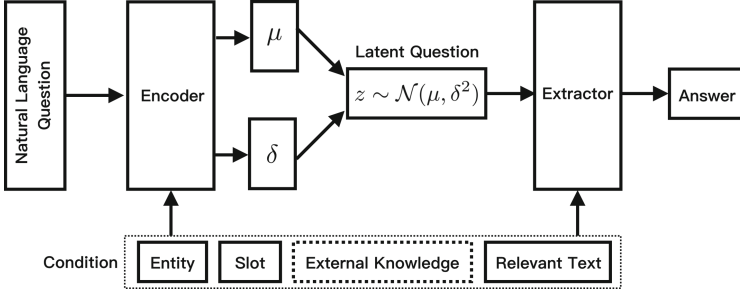 Natural Language
Question
Encoder
μ
δ
Latent Question
z ∼ N(μ, δ²)
Extractor
Answer
Condition
Entity
Slot
External Knowledge
Relevant Text